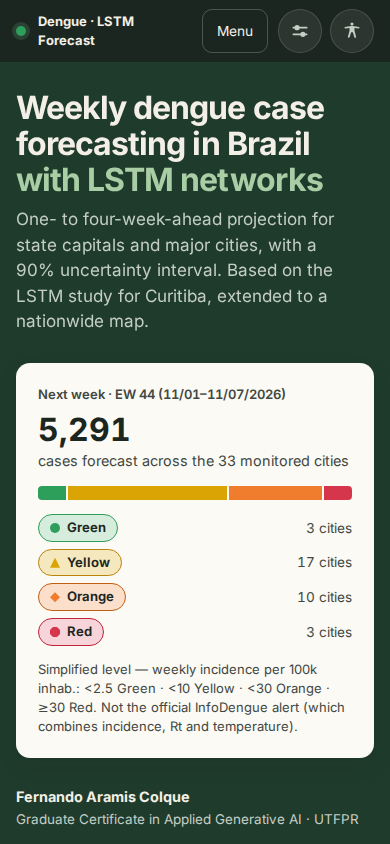 Dengue · LSTM
Forecast
Menu
Weekly dengue case
forecasting in Brazil
with LSTM networks
One- to four-week-ahead projection for
state capitals and major cities, with a
90% uncertainty interval. Based on the
LSTM study for Curitiba, extended to a
nationwide map.
Next week · EW 44 (11/01–11/07/2026)
5,291
cases forecast across the 33 monitored cities
Green 3 cities
Yellow 17 cities
Orange 10 cities
Red 3 cities
Simplified level — weekly incidence per 100k
inhab.: <2.5 Green · <10 Yellow · <30 Orange ·
≥30 Red. Not the official InfoDengue alert (which
combines incidence, Rt and temperature).
Fernando Aramis Colque
Graduate Certificate in Applied Generative AI · UTFPR